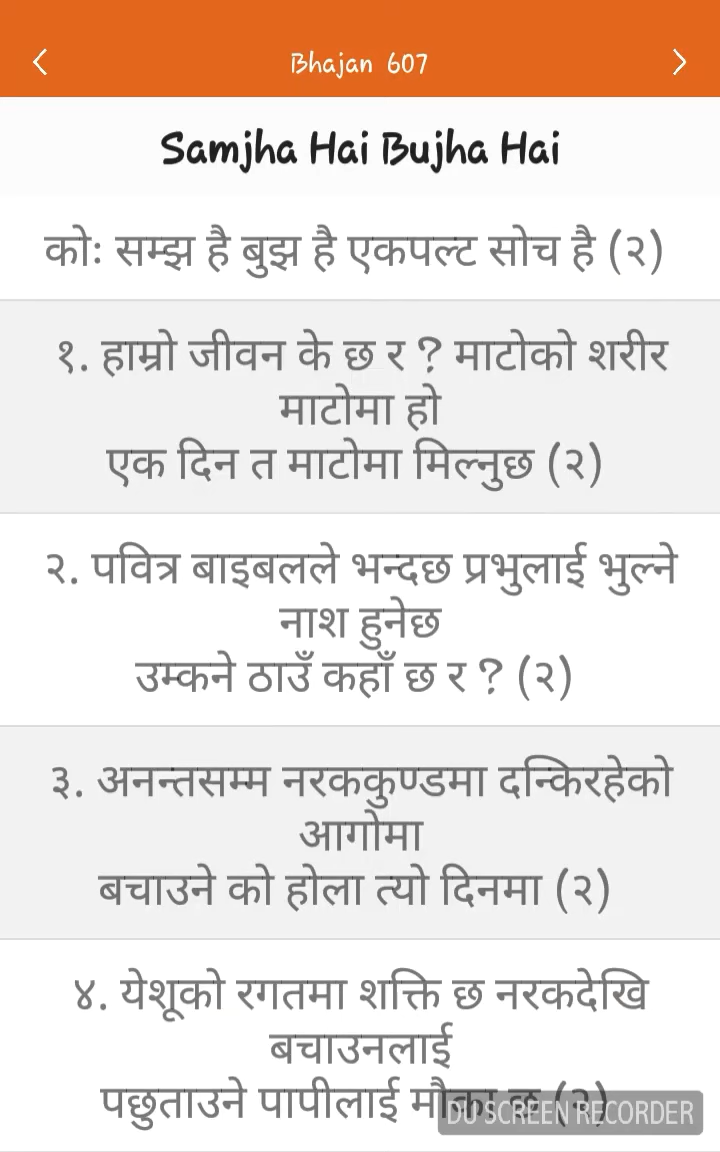 Bhajan 607
Samjha Hai Bujha Hai
कोः सम्झ है बुझ है एकपल्ट सोच है (२)
१. हाम्रो जीवन के छ र ? माटोको शरीर
माटोमा हो
एक दिन त माटोमा मिल्नुछ (२)
२. पवित्र बाइबलले भन्दछ प्रभुलाई भुल्ने
नाश हुनेछ
उम्कने ठाउँ कहाँ छ र ? (२)
३. अनन्तसम्म नरककुण्डमा दन्किरहेको
आगोमा
बचाउने को होला त्यो दिनमा (२)
४. येशूको रगतमा शक्ति छ नरकदेखि
बचाउनलाई
पछुताउने पापीलाई मौका छ (२)
DU SCREEN RECORDER